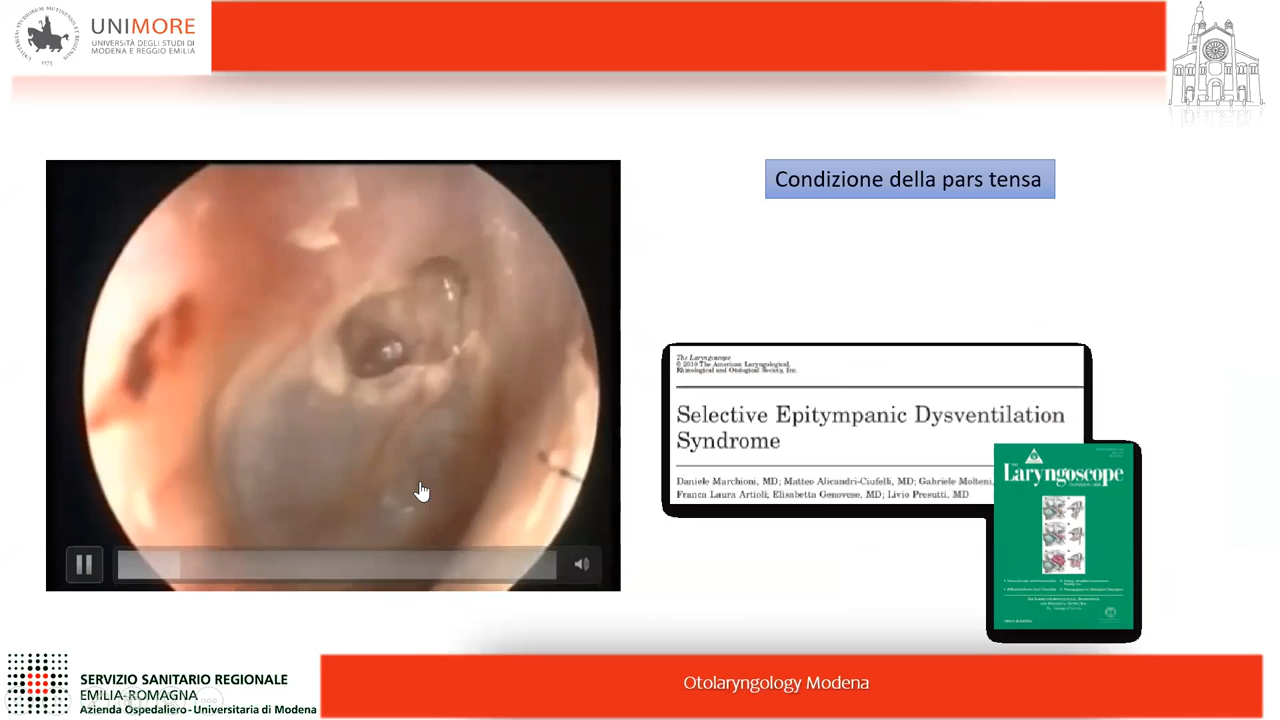 UNIMORE
UNIVERSITÀ DEGLI STUDI DI
MODENA E REGGIO EMILIA
1175
Condizione della pars tensa
The Laryngoscope
© 2010 The American Laryngological,
Rhinological and Otological Society, Inc.
Selective Epitympanic Dysventilation
Syndrome
Daniele Marchioni, MD; Matteo Alicandri-Ciufelli, MD; Gabriele Molteni,
Franca Laura Artioli; Elisabetta Genovese, MD; Livio Presutti, MD
THE
Laryngoscope
SERVIZIO SANITARIO REGIONALE
EMILIA-ROMAGNA
Azienda Ospedaliero - Universitaria di Modena
Otolaryngology Modena